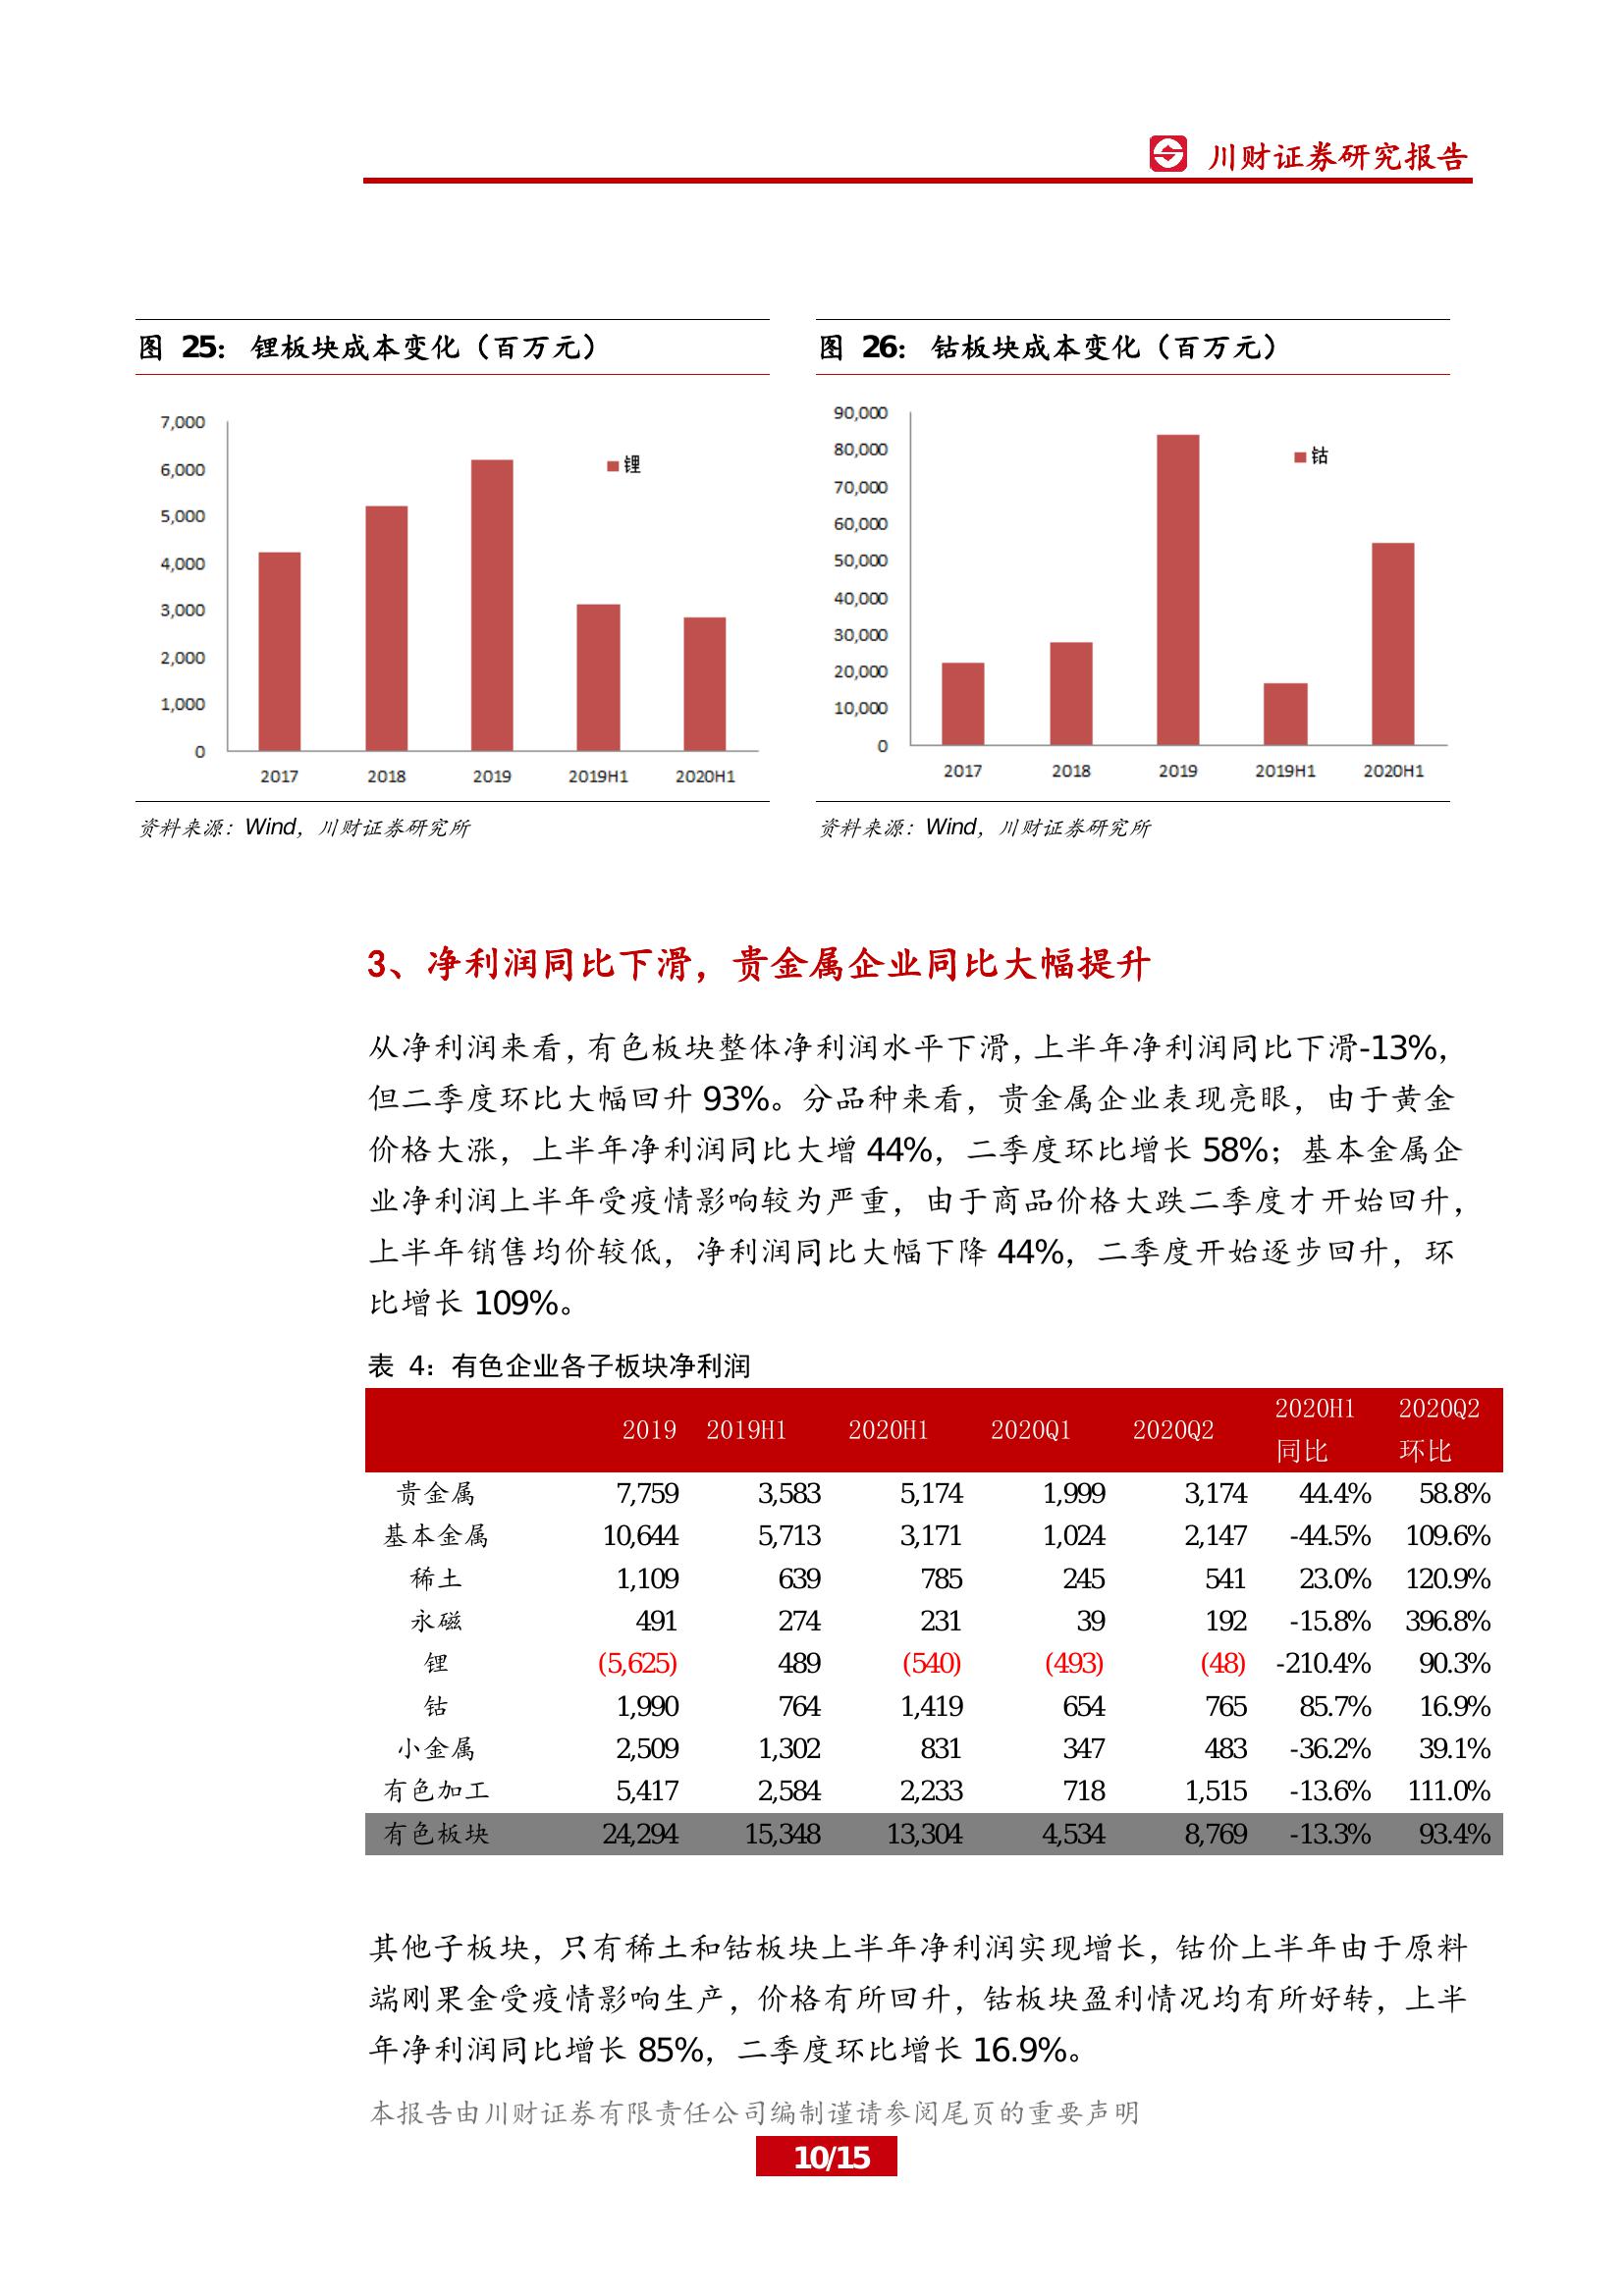 川财证券研究报告
图 25： 锂板块成本变化（百万元）
7,000
6,000
5,000
4,000
3,000
2,000
1,000
0
锂
2017 2018 2019 2019H1 2020H1
资料来源：Wind，川财证券研究所
图 26： 钴板块成本变化（百万元）
90,000
80,000
70,000
60,000
50,000
40,000
30,000
20,000
10,000
0
钴
2017 2018 2019 2019H1 2020H1
资料来源：Wind，川财证券研究所
3、净利润同比下滑，贵金属企业同比大幅提升
从净利润来看，有色板块整体净利润水平下滑，上半年净利润同比下滑-13%，
但二季度环比大幅回升 93%。分品种来看，贵金属企业表现亮眼，由于黄金
价格大涨，上半年净利润同比大增 44%，二季度环比增长 58%；基本金属企
业净利润上半年受疫情影响较为严重，由于商品价格大跌二季度才开始回升，
上半年销售均价较低，净利润同比大幅下降 44%，二季度开始逐步回升，环
比增长 109%。
表 4：有色企业各子板块净利润
2019 2019H1 2020H1 2020Q1 2020Q2 2020H1 同比 2020Q2 环比
贵金属 7,759 3,583 5,174 1,999 3,174 44.4% 58.8%
基本金属 10,644 5,713 3,171 1,024 2,147 -44.5% 109.6%
稀土 1,109 639 785 245 541 23.0% 120.9%
永磁 491 274 231 39 192 -15.8% 396.8%
锂 (5,625) 489 (540) (493) (48) -210.4% 90.3%
钴 1,990 764 1,419 654 765 85.7% 16.9%
小金属 2,509 1,302 831 347 483 -36.2% 39.1%
有色加工 5,417 2,584 2,233 718 1,515 -13.6% 111.0%
有色板块 24,294 15,348 13,304 4,534 8,769 -13.3% 93.4%
其他子板块，只有稀土和钴板块上半年净利润实现增长，钴价上半年由于原料
端刚果金受疫情影响生产，价格有所回升，钴板块盈利情况均有所好转，上半
年净利润同比增长 85%，二季度环比增长 16.9%。
本报告由川财证券有限责任公司编制谨请参阅尾页的重要声明
10/15